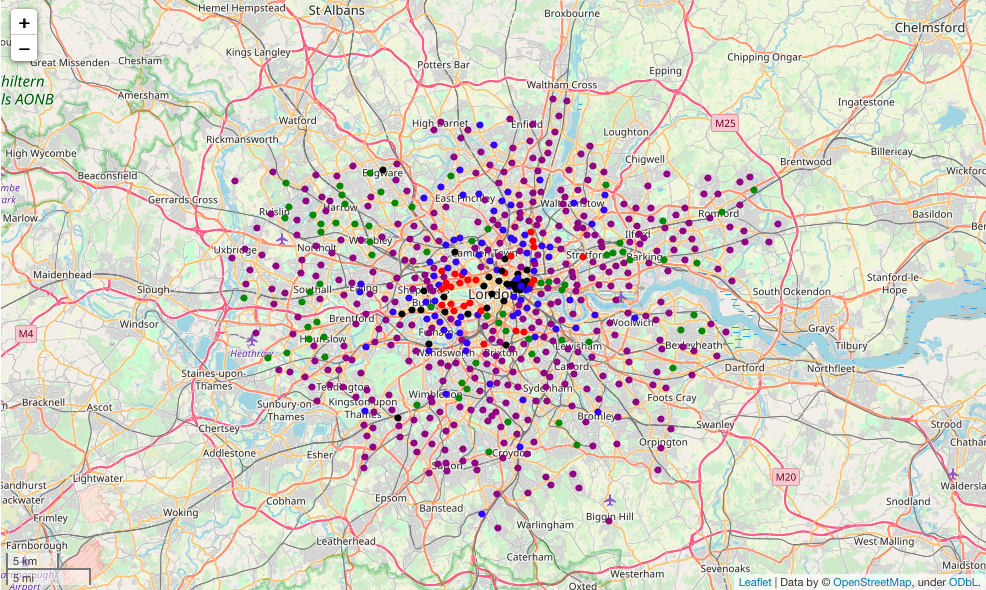 +
−
Hemel Hempstead
St Albans
Broxbourne
Chelmsford
Kings Langley
Great Missenden
Chesham
Potters Bar
Epping
Chipping Ongar
hiltern
ls AONB
Amersham
Waltham Cross
Ingatestone
Watford
High Barnet
Enfield
M25
Rickmansworth
Loughton
High Wycombe
Chigwell
Brentwood
Billericay
Beaconsfield
Edgware
Wickford
mbe
ark
Gerrards Cross
East Finchley
Walthamstow
Marlow
Ruislip
Harrow
Romford
Basildon
Uxbridge
Northolt
Wembley
Camden Town
Ilford
Stratford
Barking
Maidenhead
Slough
Southall
Ealing
London
South Ockendon
Stanford-le-
Hope
Windsor
Brentford
Fulham
Woolwich
Grays
M4
Hounslow
Tilbury
Heathrow
Wandsworth
Brixton
Lewisham
Bexleyheath
Catford
Dartford
Northfleet
Staines-upon-
Thames
Teddington
Bracknell
Ascot
Sunbury-on-
Thames
Kingston upon
Thames
Wimbledon
Sydenham
Foots Cray
Chertsey
Bromley
Swanley
Strood
Addlestone
Esher
Orpington
Croydon
Sutton
Lightwater
M20
Epsom
Cobham
Banstead
Snodland
Woking
Biggin Hill
Frimley
Warlingham
Leatherhead
West Malling
Farnborough
Caterham
5 km
Westerham
Sevenoaks
5 mi
Oxted
Leaflet | Data by © OpenStreetMap, under ODbL.